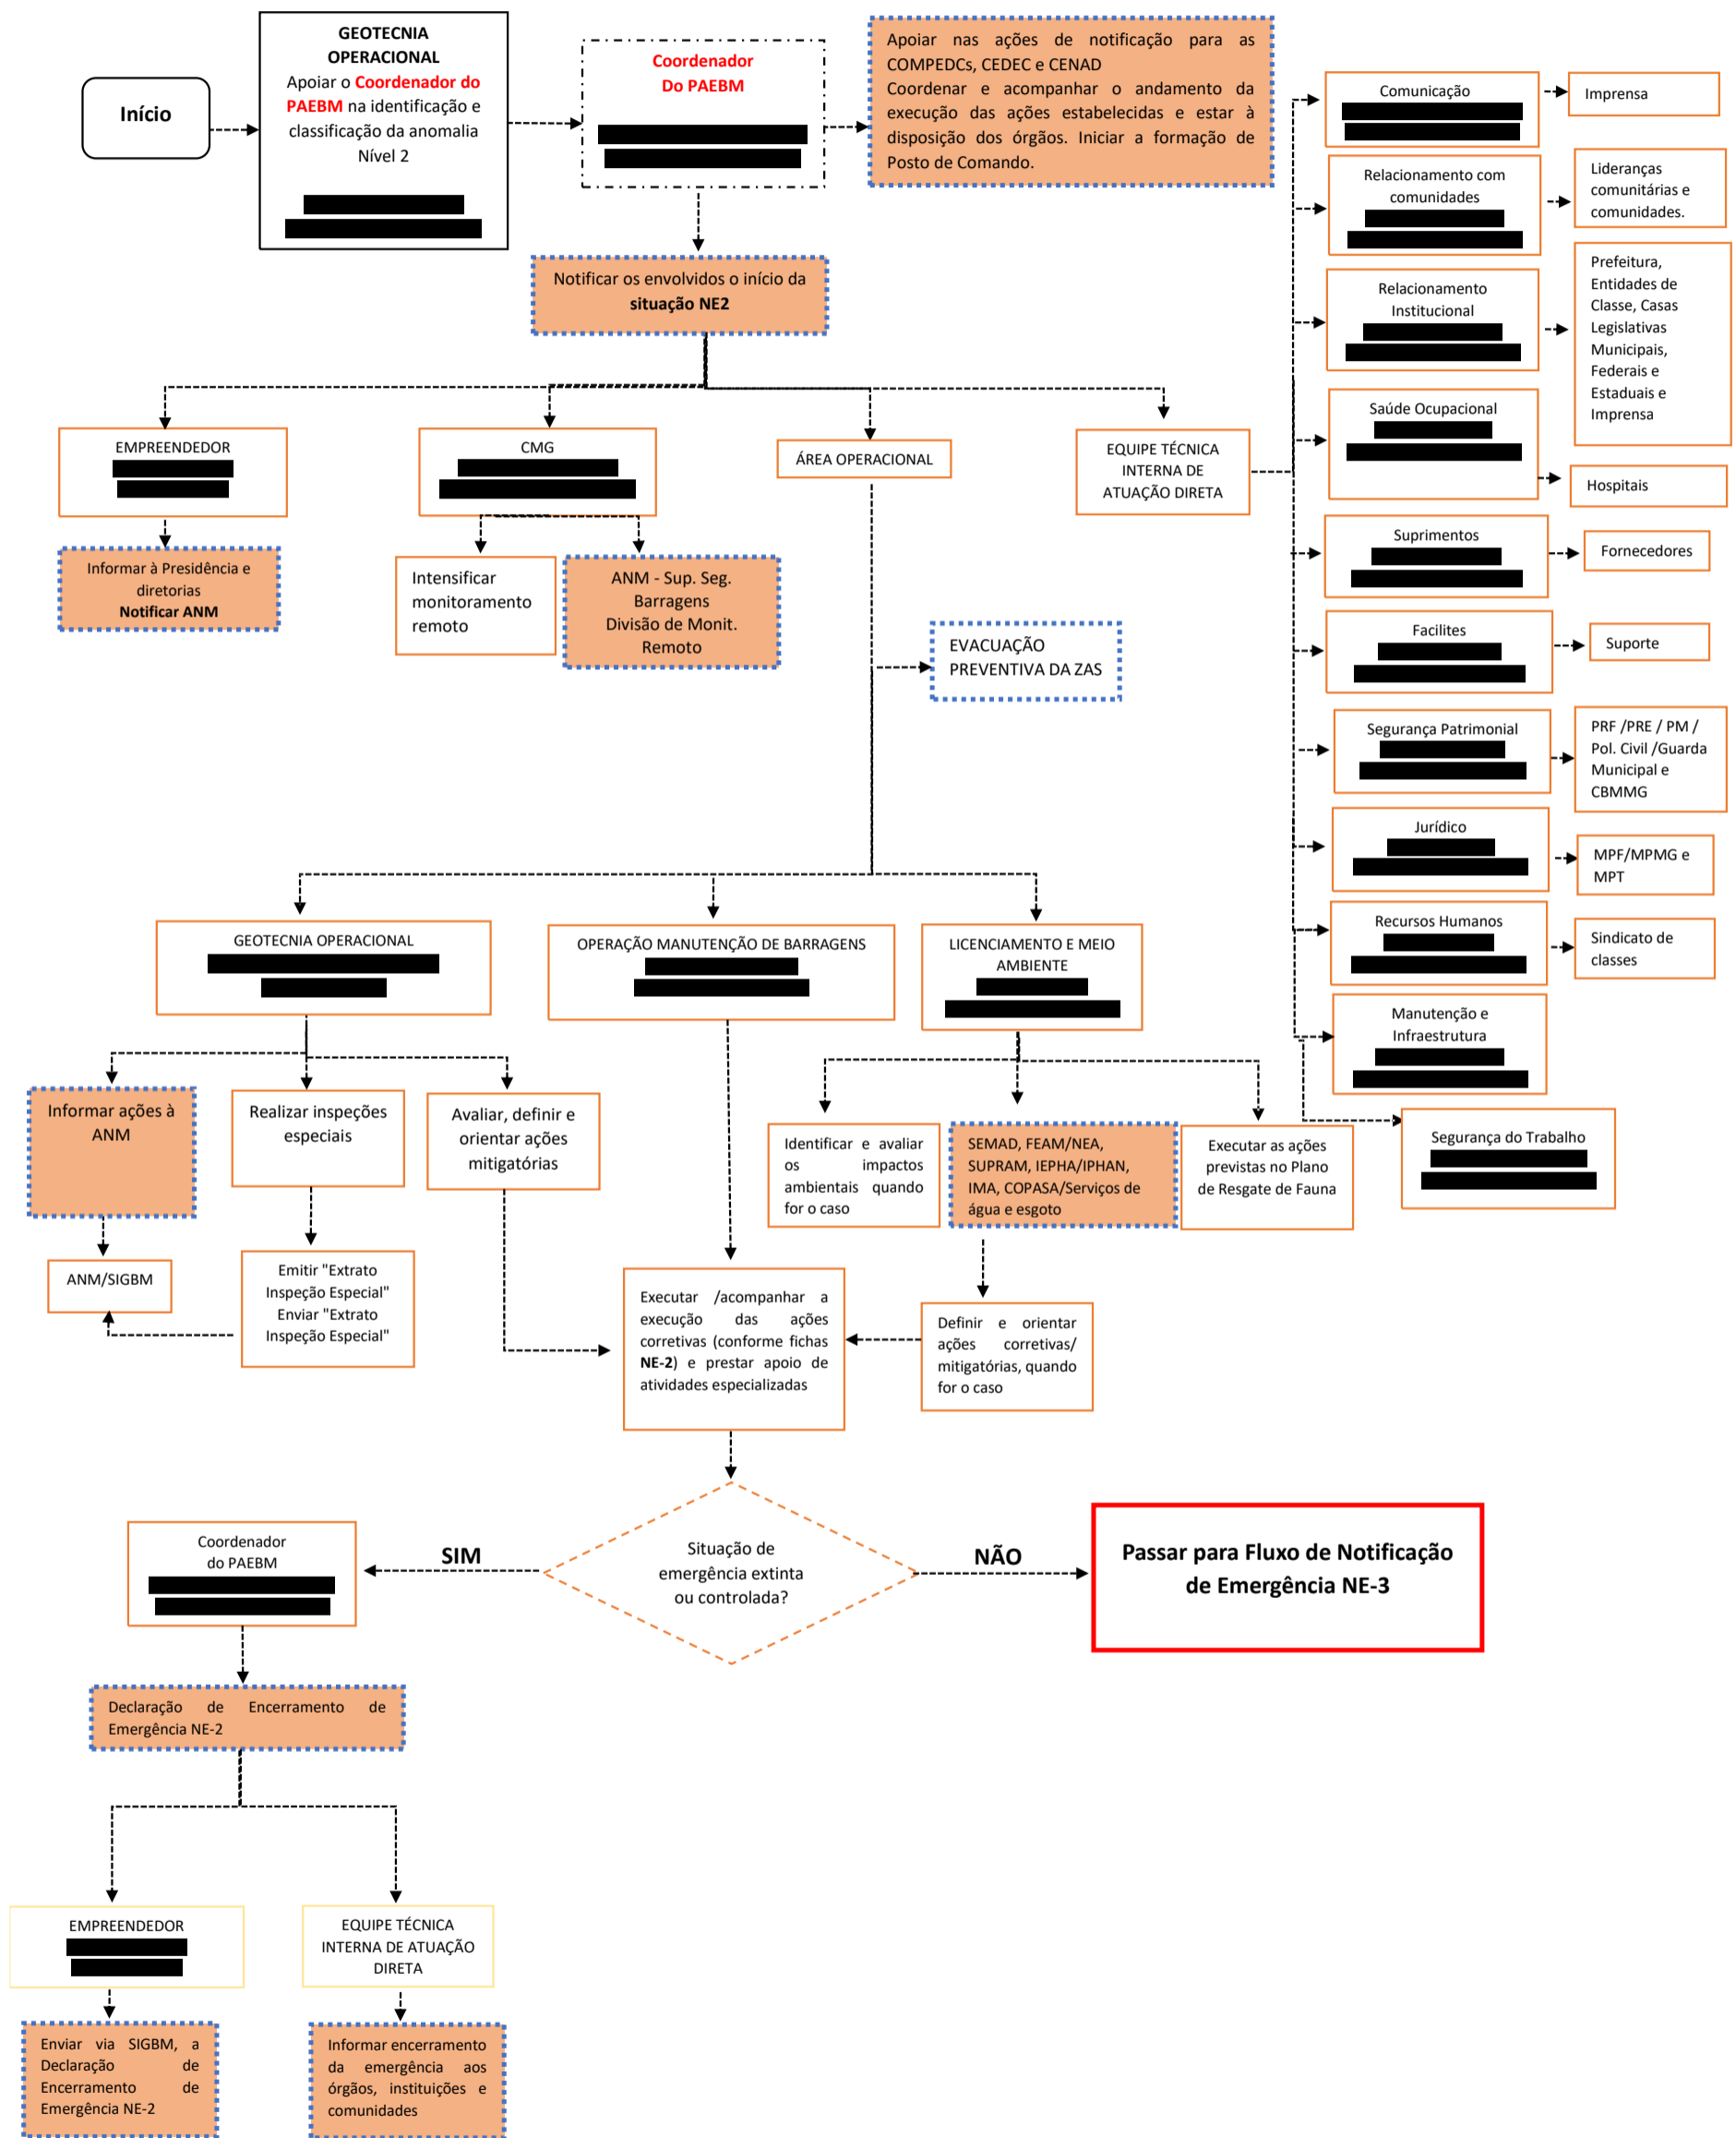 Início
GEOTECNIA
OPERACIONAL
Apoiar o Coordenador do
PAEBM na identificação e
classificação da anomalia
Nível 2
Coordenador
Do PAEBM
Apoiar nas ações de notificação para as
COMPEDCs, CEDEC e CENAD
Coordenar e acompanhar o andamento da
execução das ações estabelecidas e estar à
disposição dos órgãos. Iniciar a formação de
Posto de Comando.
Notificar os envolvidos o início da
situação NE2
EMPREENDEDOR
CMG
ÁREA OPERACIONAL
EQUIPE TÉCNICA
INTERNA DE
ATUAÇÃO DIRETA
Informar à Presidência e
diretorias
Notificar ANM
Intensificar
monitoramento
remoto
ANM - Sup. Seg.
Barragens
Divisão de Monit.
Remoto
EVACUAÇÃO
PREVENTIVA DA ZAS
Comunicação
Imprensa
Relacionamento com
comunidades
Lideranças
comunitárias e
comunidades.
Relacionamento
Institucional
Prefeitura,
Entidades de
Classe, Casas
Legislativas
Municipais,
Federais e
Estaduais e
Imprensa
Saúde Ocupacional
Hospitais
Suprimentos
Fornecedores
Facilites
Suporte
Segurança Patrimonial
PRF /PRE / PM /
Pol. Civil /Guarda
Municipal e
CBMMG
Jurídico
MPF/MPMG e
MPT
Recursos Humanos
Sindicato de
classes
Manutenção e
Infraestrutura
Segurança do Trabalho
GEOTECNIA OPERACIONAL
OPERAÇÃO MANUTENÇÃO DE BARRAGENS
LICENCIAMENTO E MEIO
AMBIENTE
Informar ações à
ANM
Realizar inspeções
especiais
Avaliar, definir e
orientar ações
mitigatórias
Identificar e avaliar
os impactos
ambientais quando
for o caso
SEMAD, FEAM/NEA,
SUPRAM, IEPHA/IPHAN,
IMA, COPASA/Serviços de
água e esgoto
Executar as ações
previstas no Plano
de Resgate de Fauna
ANM/SIGBM
Emitir "Extrato
Inspeção Especial"
Enviar "Extrato
Inspeção Especial"
Executar /acompanhar a
execução das ações
corretivas (conforme fichas
NE-2) e prestar apoio de
atividades especializadas
Definir e orientar
ações corretivas/
mitigatórias, quando
for o caso
Situação de
emergência extinta
ou controlada?
SIM
NÃO
Passar para Fluxo de Notificação
de Emergência NE-3
Coordenador
do PAEBM
Declaração de Encerramento de
Emergência NE-2
EMPREENDEDOR
EQUIPE TÉCNICA
INTERNA DE ATUAÇÃO
DIRETA
Enviar via SIGBM, a
Declaração de
Encerramento de
Emergência NE-2
Informar encerramento
da emergência aos
órgãos, instituições e
comunidades